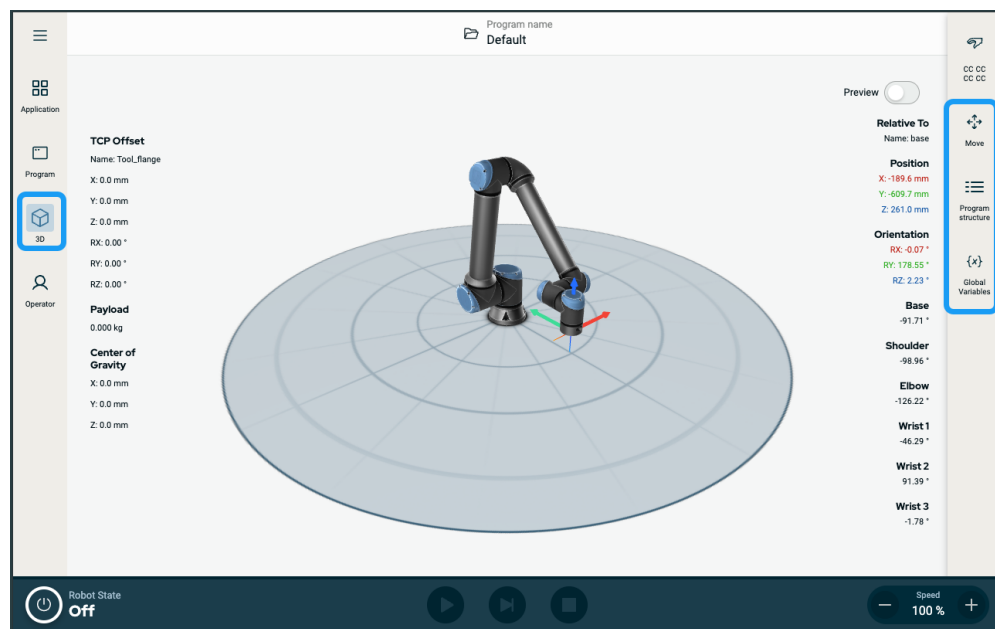 Program name
Default
Application
Program
3D
Operator
TCP Offset
Name: Tool_flange
X: 0.0 mm
Y: 0.0 mm
Z: 0.0 mm
RX: 0.00 °
RY: 0.00 °
RZ: 0.00 °
Payload
0.000 kg
Center of
Gravity
X: 0.0 mm
Y: 0.0 mm
Z: 0.0 mm
Preview
Relative To
Name: base
Position
X: -189.6 mm
Y: -609.7 mm
Z: 261.0 mm
Orientation
RX: -0.07 °
RY: 178.55 °
RZ: 2.23 °
Base
-91.71 °
Shoulder
-98.96 °
Elbow
-126.22 °
Wrist 1
-46.29 °
Wrist 2
91.39 °
Wrist 3
-1.78 °
CC CC
CC CC
Move
Program
structure
{x}
Global
Variables
Robot State
Off
Speed
100 %